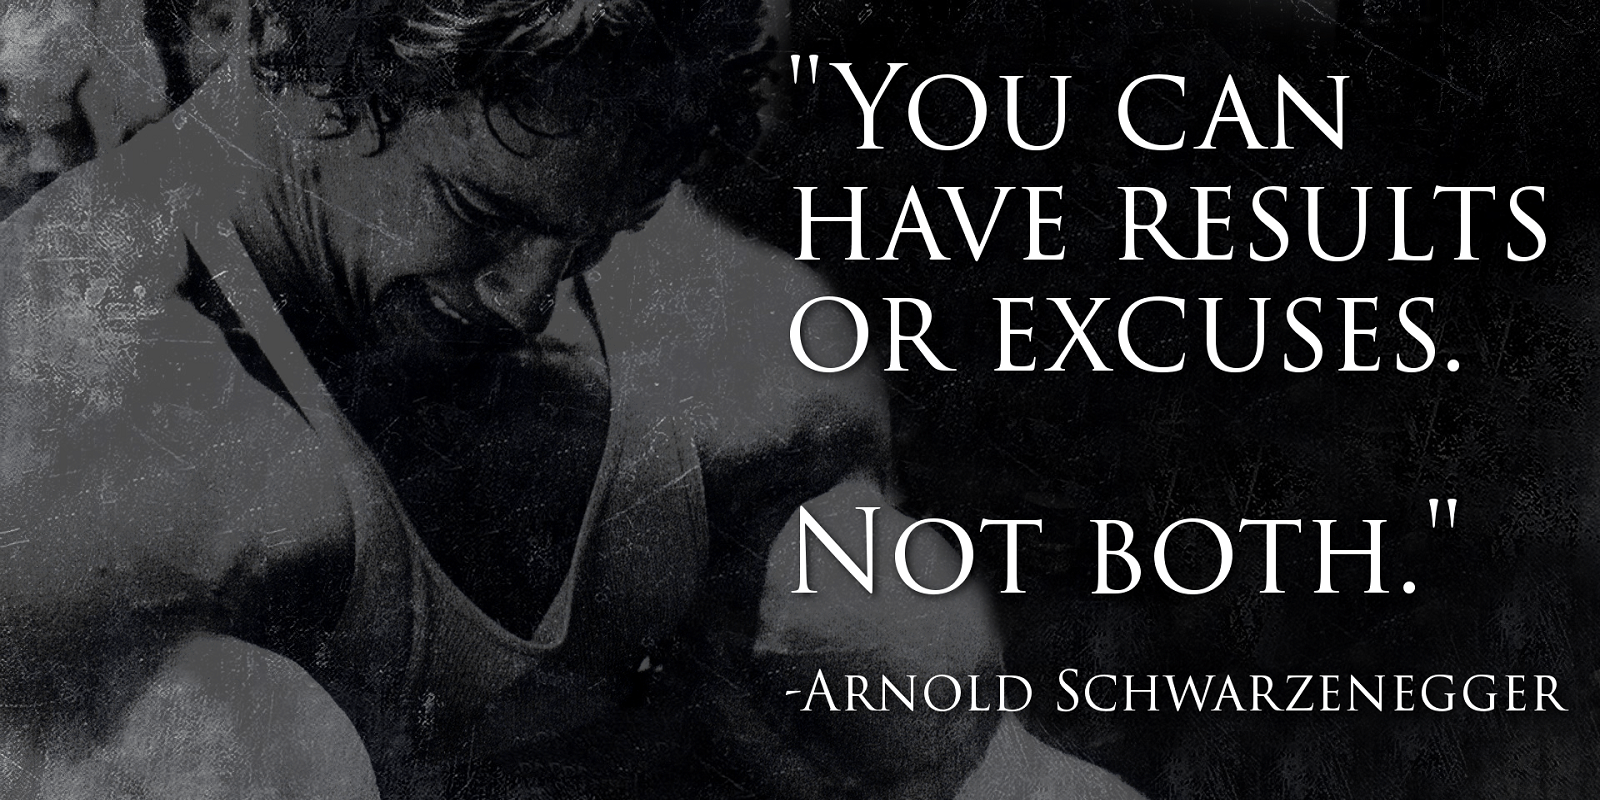 "You can
have results
or excuses.
Not both."
-Arnold Schwarzenegger